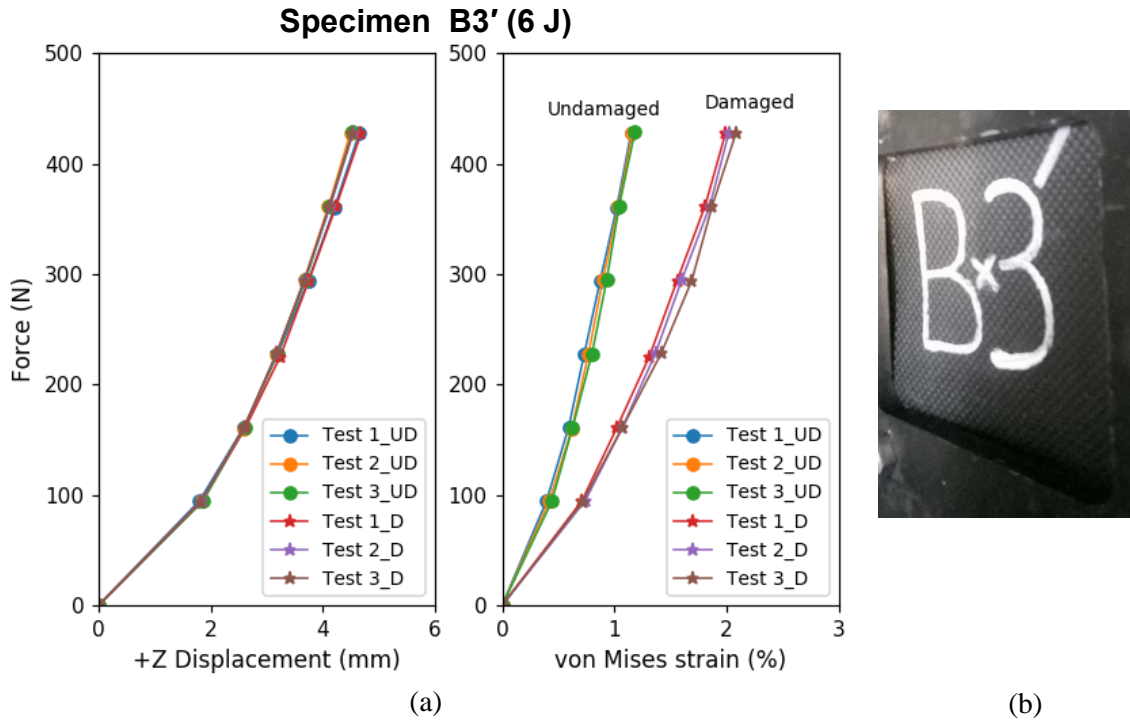 Specimen B3′ (6 J)
500
400
300
200
100
0
Force (N)
0 2 4 6
+Z Displacement (mm)
Test 1_UD
Test 2_UD
Test 3_UD
Test 1_D
Test 2_D
Test 3_D
(a)
500
400
300
200
100
0
Undamaged
Damaged
0 1 2 3
von Mises strain (%)
Test 1_UD
Test 2_UD
Test 3_UD
Test 1_D
Test 2_D
Test 3_D
B×3′
(b)